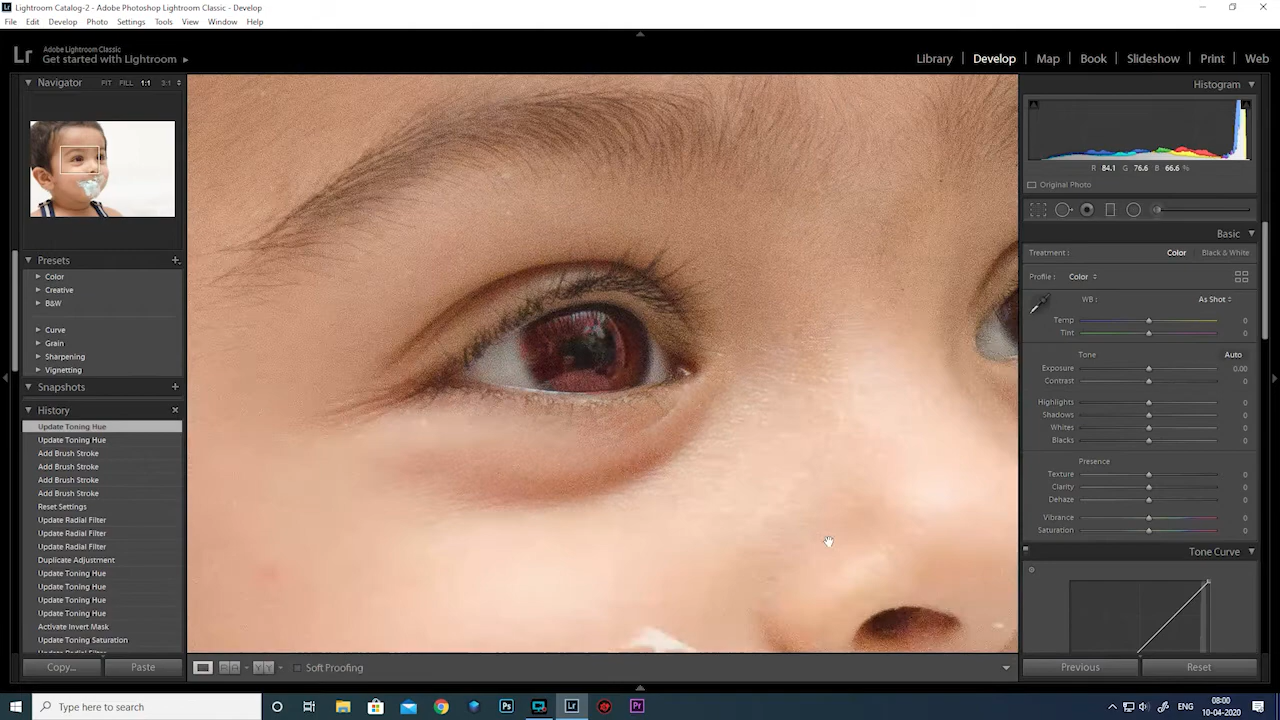 Lightroom Catalog-2 - Adobe Photoshop Lightroom Classic - Develop
File Edit Develop Photo Settings Tools View Window Help
Lr Adobe Lightroom Classic
Get started with Lightroom
Library | Develop | Map | Book | Slideshow | Print | Web
Navigator FIT FILL 1:1 3:1
Presets
Color
Creative
B&W
Curve
Grain
Sharpening
Vignetting
Snapshots
History
Update Toning Hue
Update Toning Hue
Add Brush Stroke
Add Brush Stroke
Add Brush Stroke
Add Brush Stroke
Reset Settings
Update Radial Filter
Update Radial Filter
Update Radial Filter
Duplicate Adjustment
Update Toning Hue
Update Toning Hue
Update Toning Hue
Update Toning Hue
Activate Invert Mask
Update Toning Saturation
Copy... Paste
Soft Proofing
Histogram
R 84.1 G 76.6 B 66.6 %
Original Photo
Basic
Treatment : Color Black & White
Profile : Color
WB : As Shot
Temp 0
Tint 0
Tone Auto
Exposure 0.00
Contrast 0
Highlights 0
Shadows 0
Whites 0
Blacks 0
Presence
Texture 0
Clarity 0
Dehaze 0
Vibrance 0
Saturation 0
Tone Curve
Previous Reset
Type here to search
Ps Lr Pr
ENG
08:00
10-04-2020